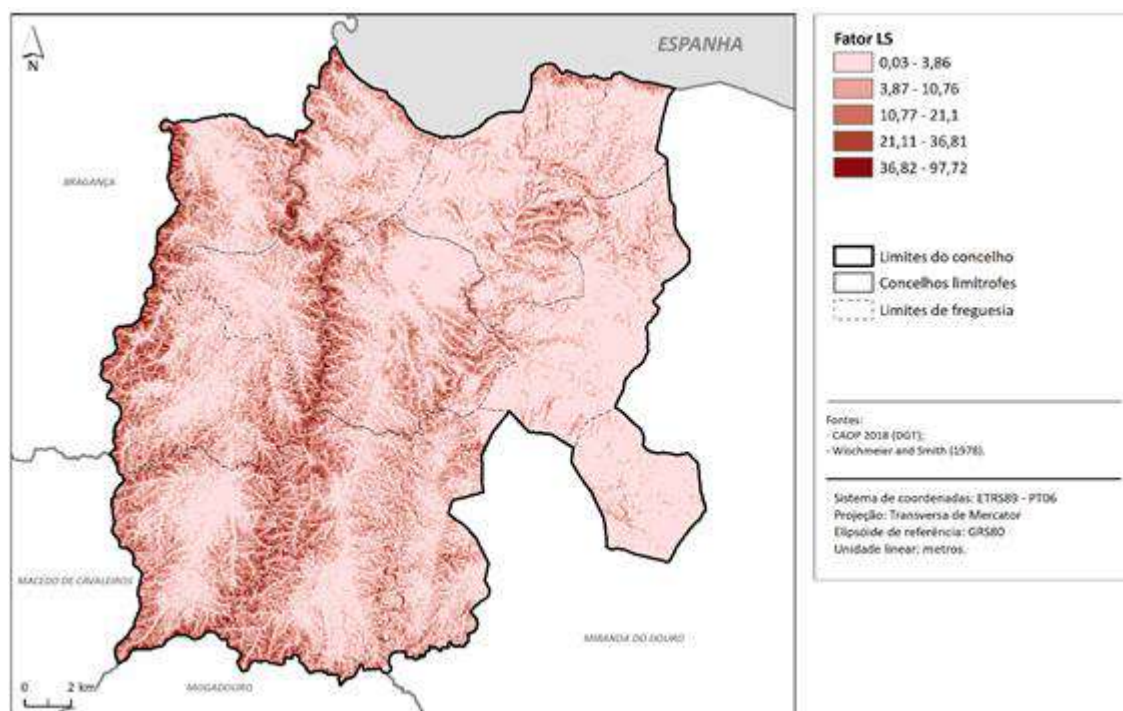 ESPANHA
N
BRAGANÇA
MACEDO DE CAVALEIROS
MIRANDA DO DOURO
MOGADOURO
0 2 km
Fator LS
0,03 - 3,86
3,87 - 10,76
10,77 - 21,1
21,11 - 36,81
36,82 - 97,72
Limites do concelho
Concelhos limítrofes
Limites de freguesia
Fontes:
- CAOP 2018 (DGT);
- Wischmeier and Smith (1978).
Sistema de coordenadas: ETRS89 - PT06
Projeção: Transversa de Mercator
Elipsóide de referência: GRS80
Unidade linear: metros.